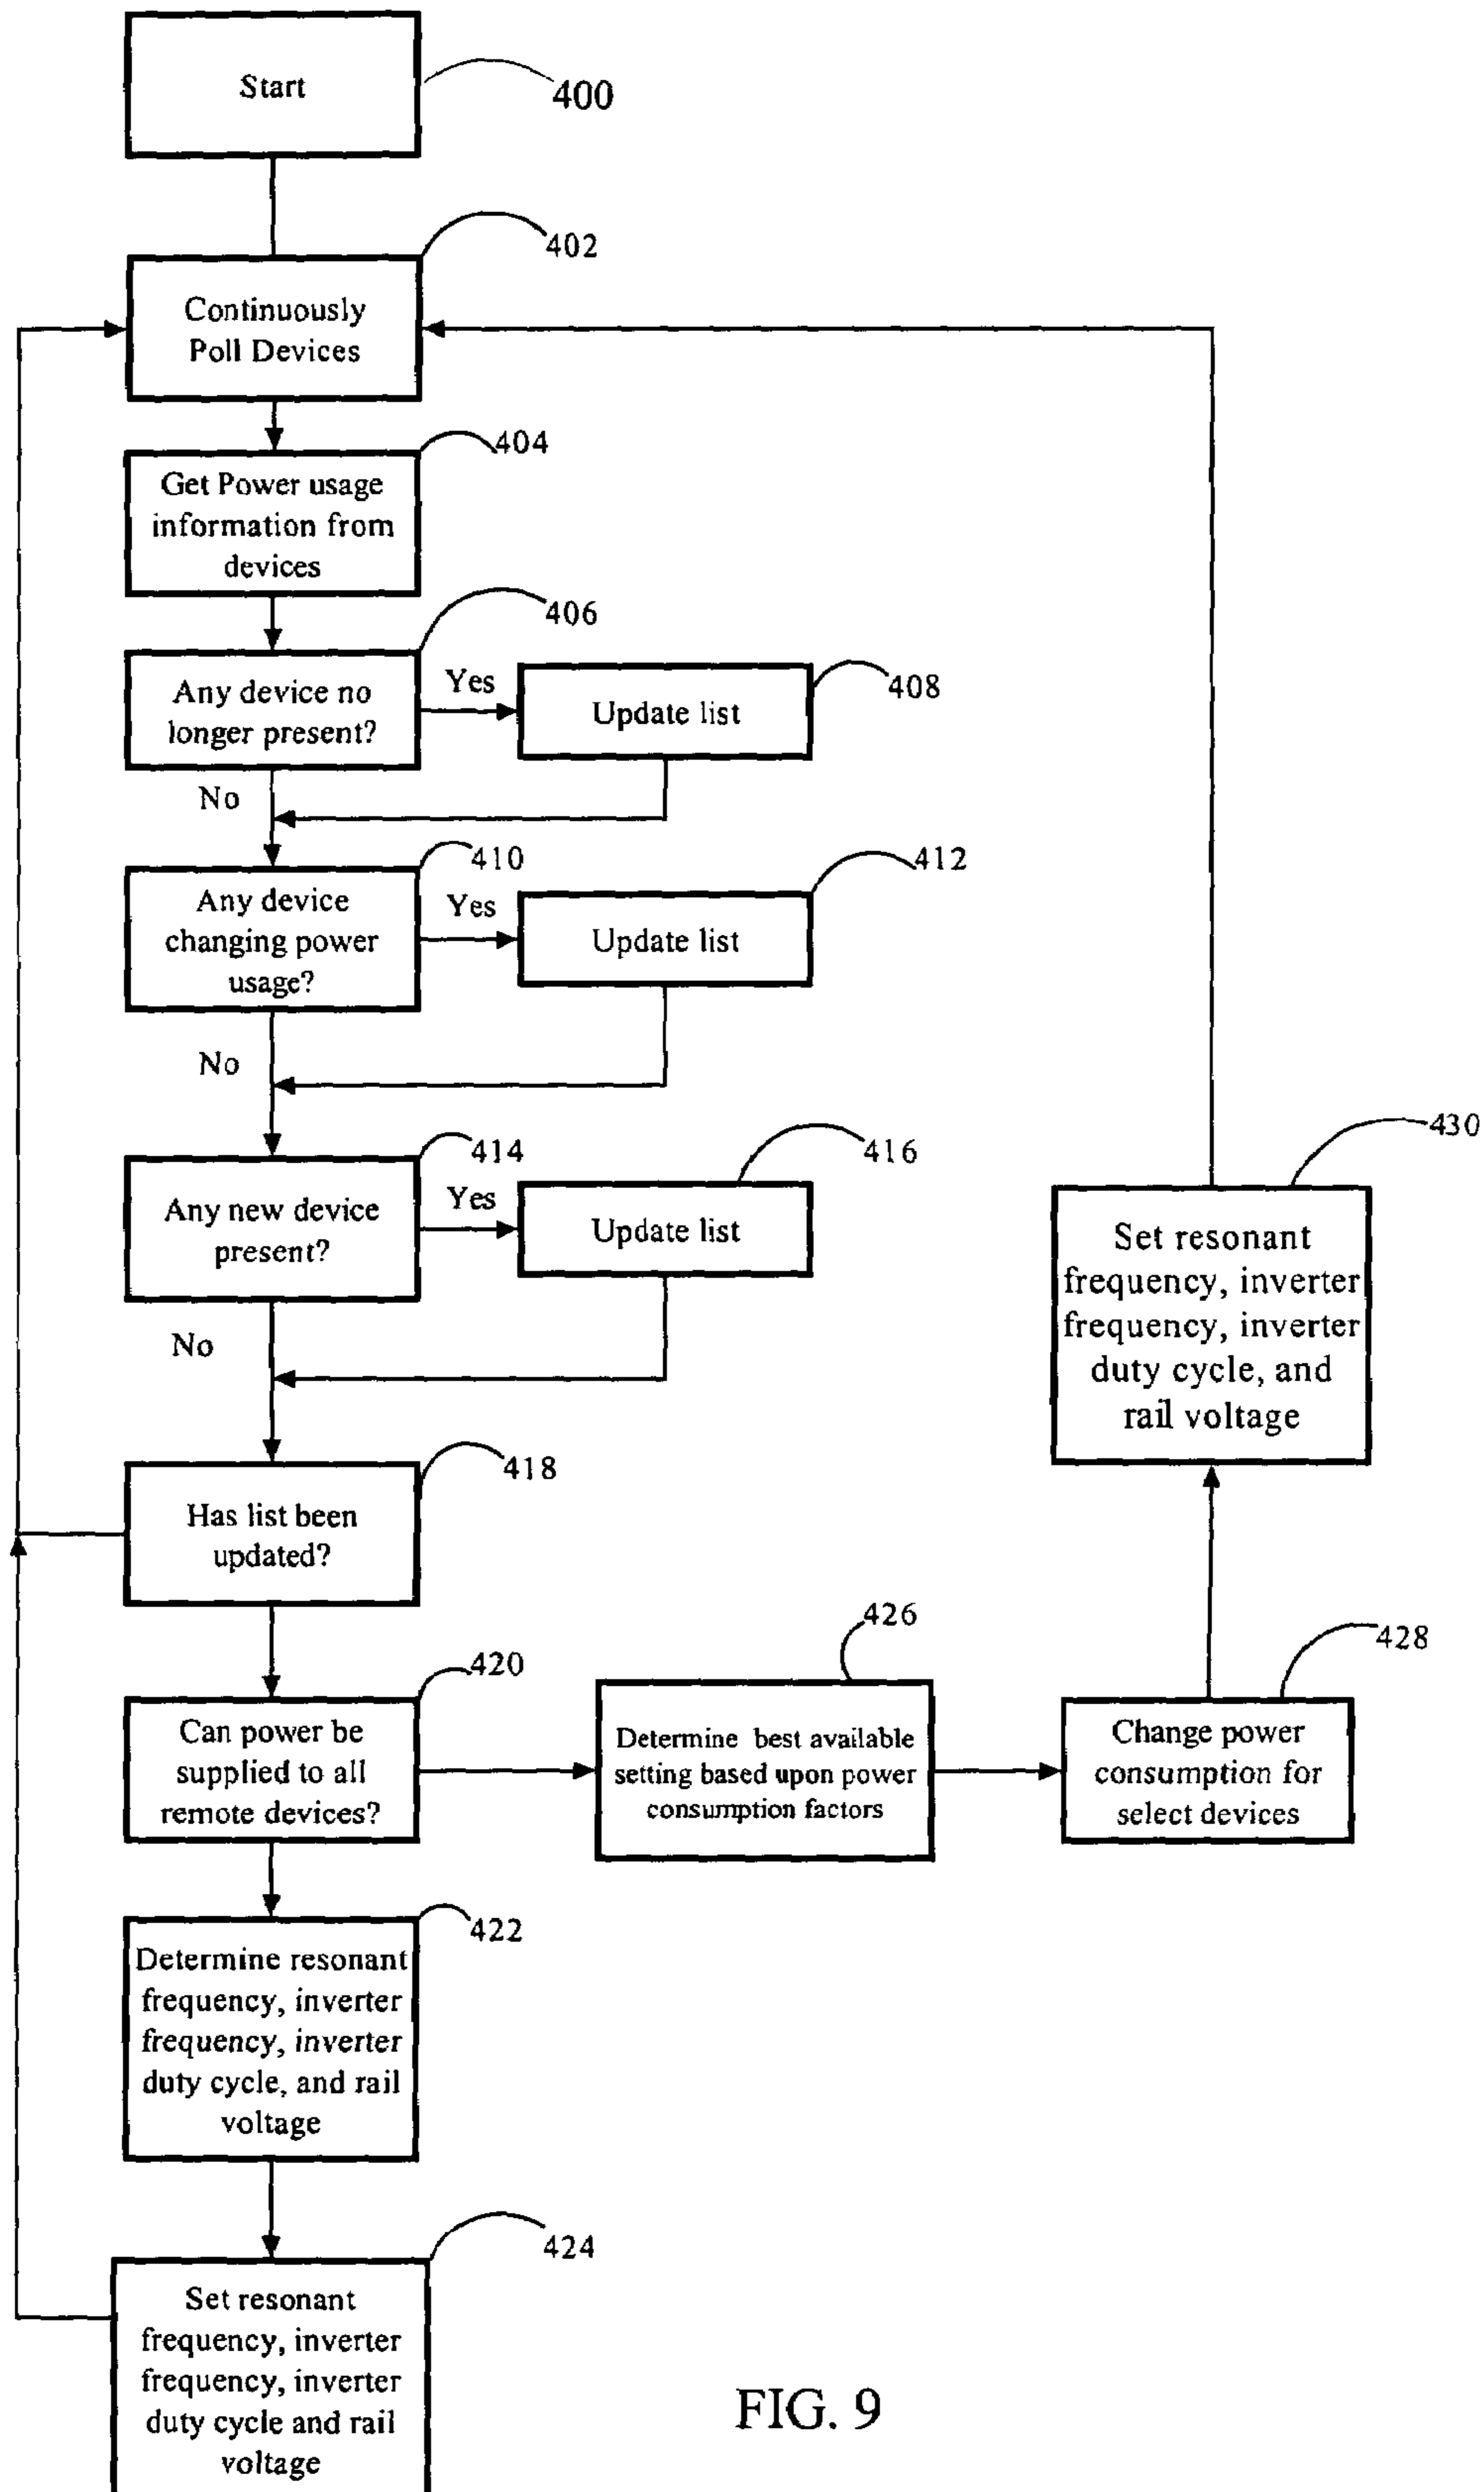 Start
400
402
Continuously
Poll Devices
404
Get Power usage
information from
devices
406
Any device no
longer present?
Yes
Update list
408
No
410
Any device
changing power
usage?
Yes
Update list
412
No
414
Any new device
present?
Yes
Update list
416
No
430
Set resonant
frequency, inverter
frequency, inverter
duty cycle, and
rail voltage
418
Has list been
updated?
420
Can power be
supplied to all
remote devices?
426
Determine best available
setting based upon power
consumption factors
428
Change power
consumption for
select devices
422
Determine resonant
frequency, inverter
frequency, inverter
duty cycle, and rail
voltage
424
Set resonant
frequency, inverter
frequency, inverter
duty cycle and rail
voltage
FIG. 9